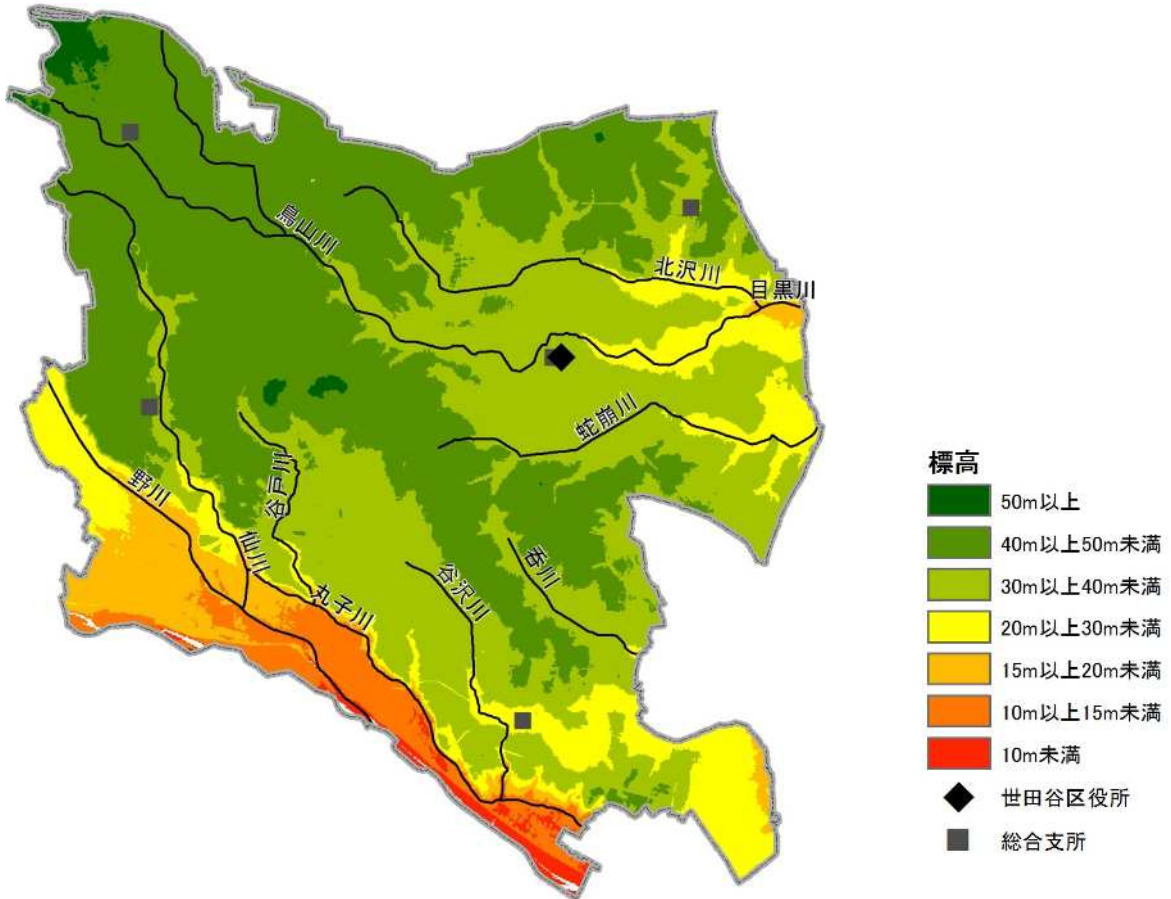 烏山川
北沢川
目黒川
蛇崩川
谷戸川
野川
仙川
丸子川
谷沢川
呑川
標高
50m以上
40m以上50m未満
30m以上40m未満
20m以上30m未満
15m以上20m未満
10m以上15m未満
10m未満
世田谷区役所
総合支所